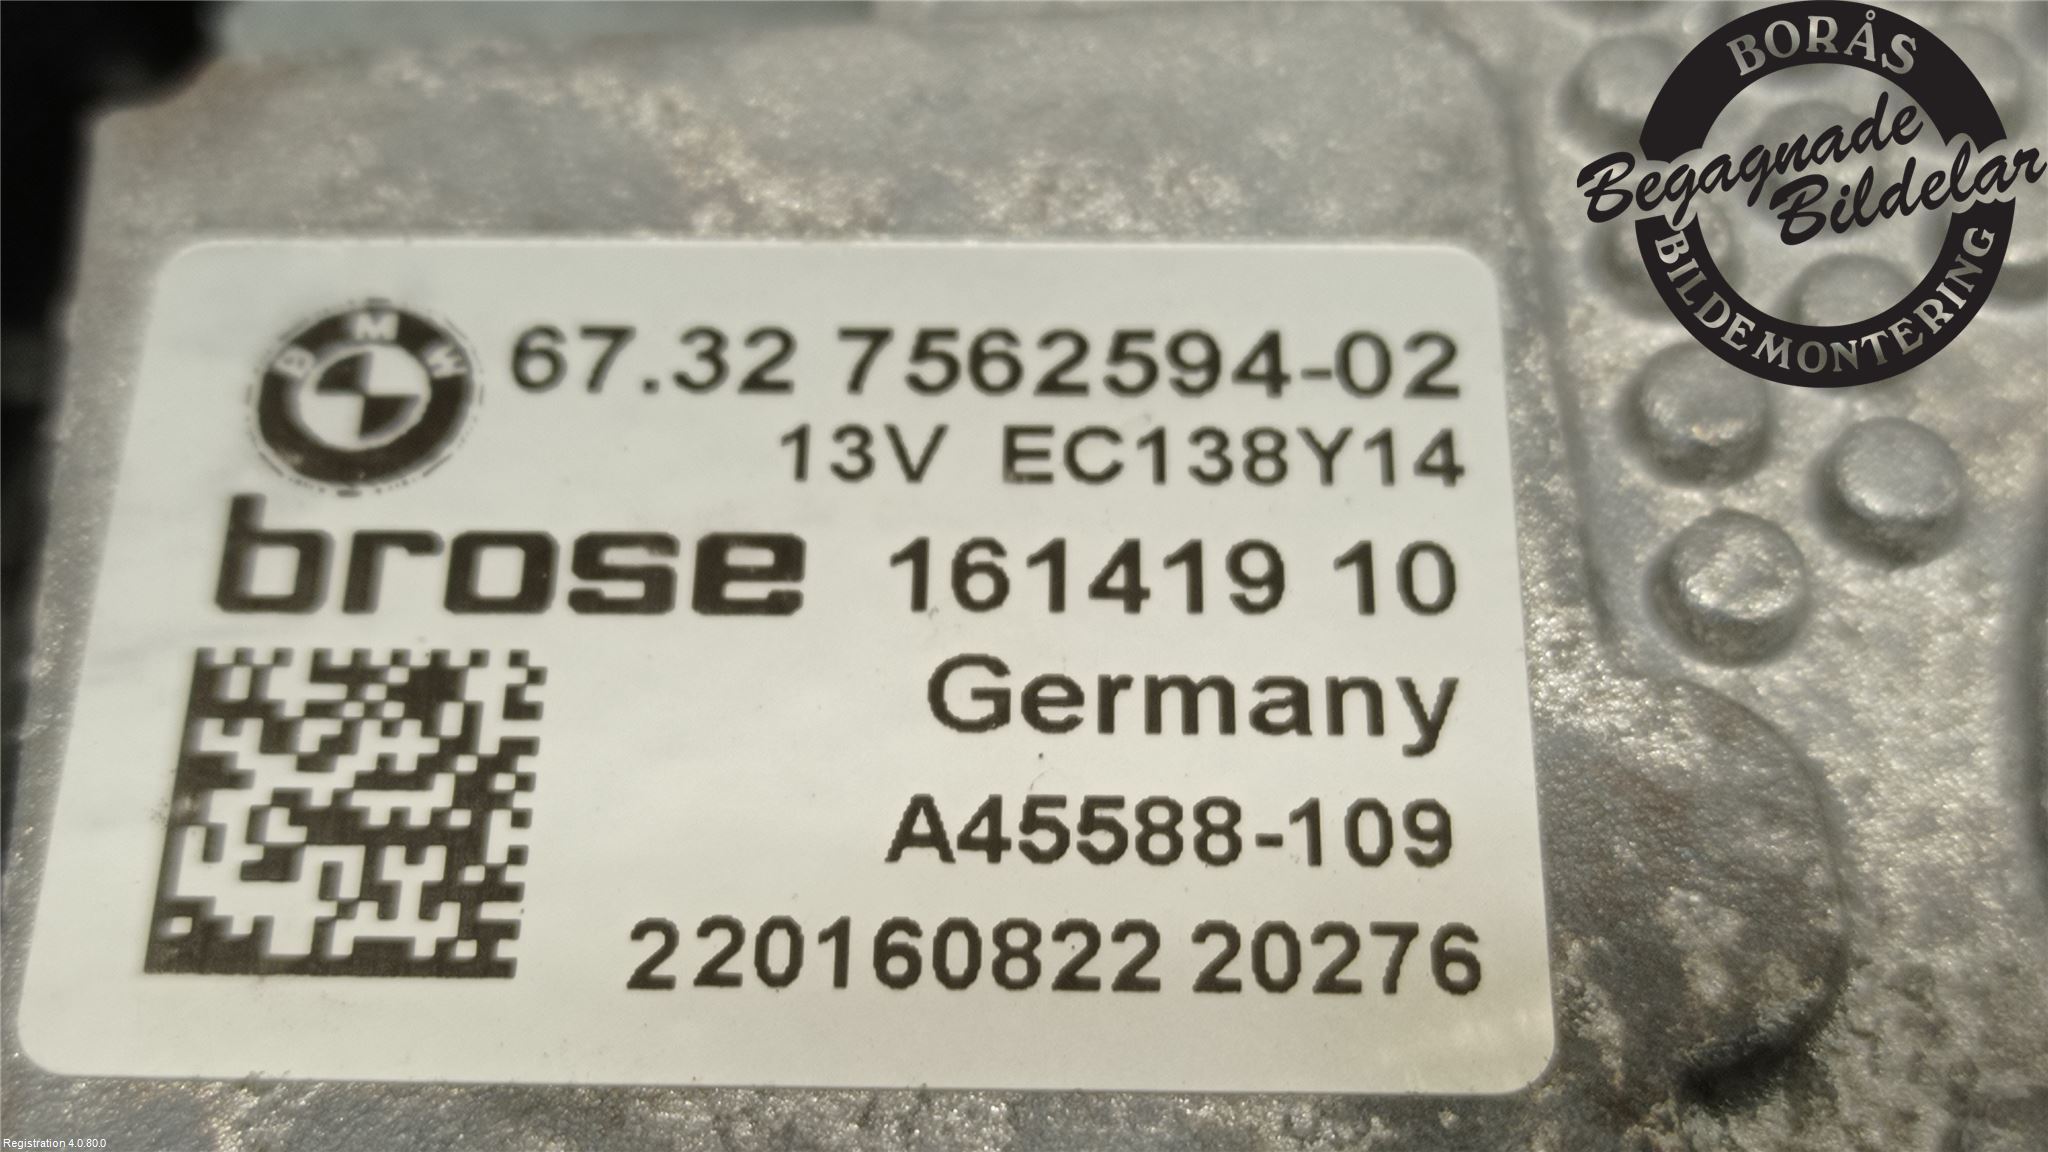 BORÅS
Begagnade
Bildelar
BILDEMONTERING
BMW
67.32 7562594-02
13V EC138Y14
brose 161419 10
Germany
A45588-109
220160822 20276
Registration 4.0.80.0